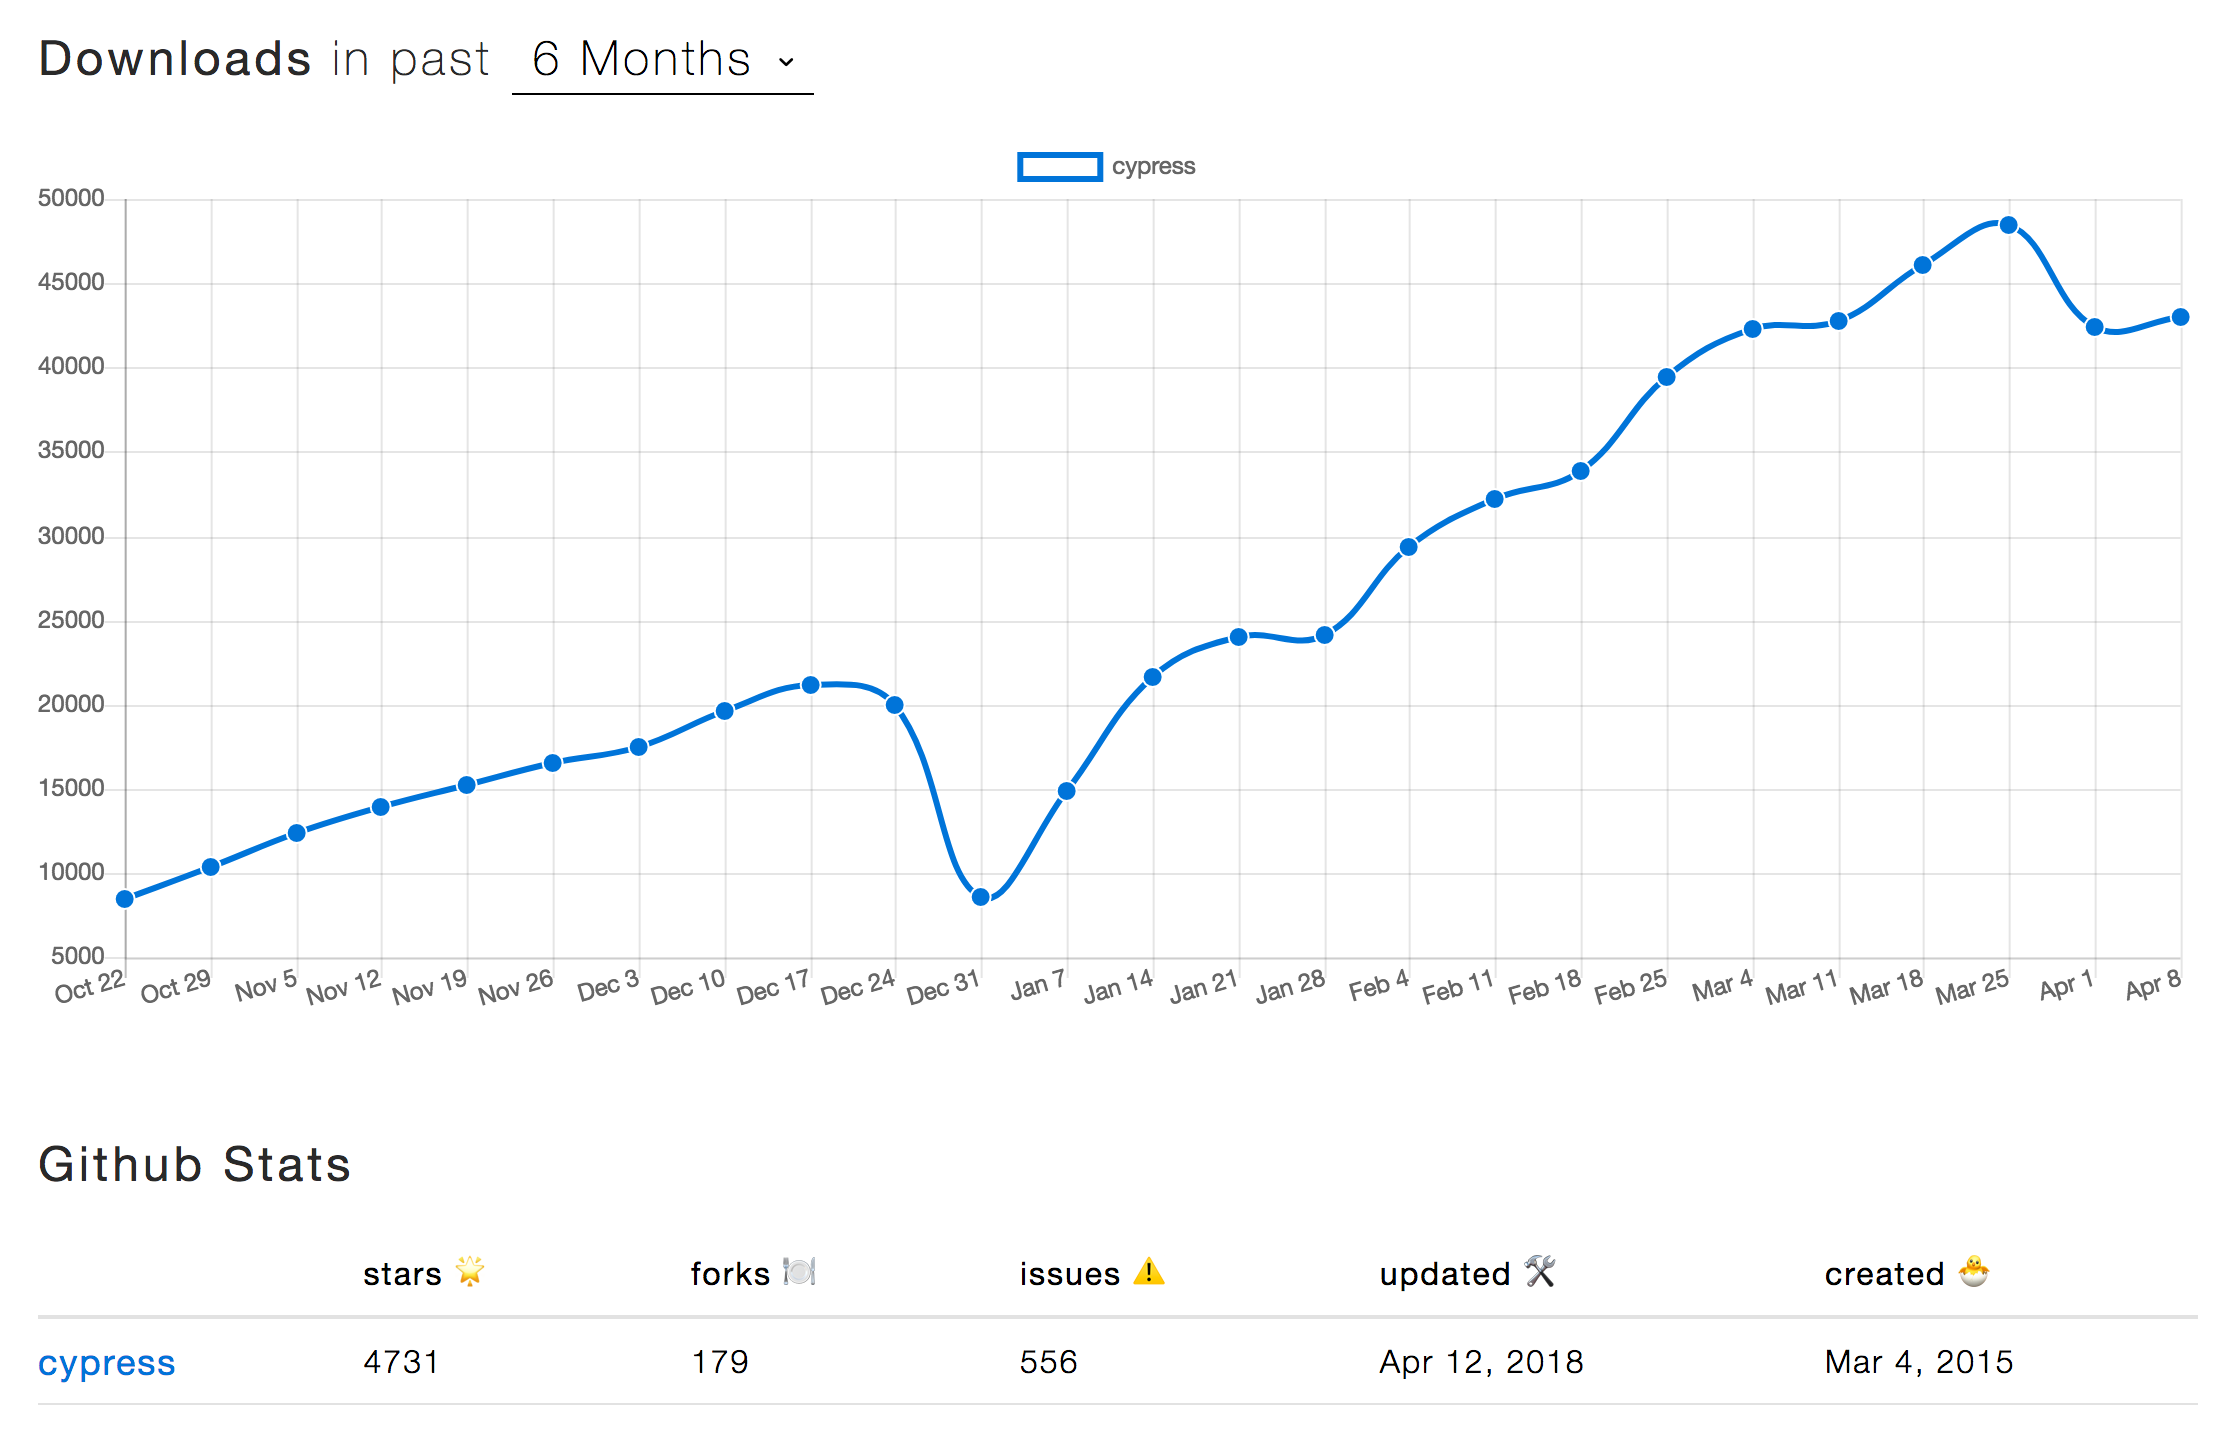 Downloads in past 6 Months
cypress
50000
45000
40000
35000
30000
25000
20000
15000
10000
5000
Oct 22 Oct 29 Nov 5 Nov 12 Nov 19 Nov 26 Dec 3 Dec 10 Dec 17 Dec 24 Dec 31 Jan 7 Jan 14 Jan 21 Jan 28 Feb 4 Feb 11 Feb 18 Feb 25 Mar 4 Mar 11 Mar 18 Mar 25 Apr 1 Apr 8
Github Stats
stars 🌟 forks 🍽️ issues ⚠️ updated 🛠️ created 🐣
cypress 4731 179 556 Apr 12, 2018 Mar 4, 2015